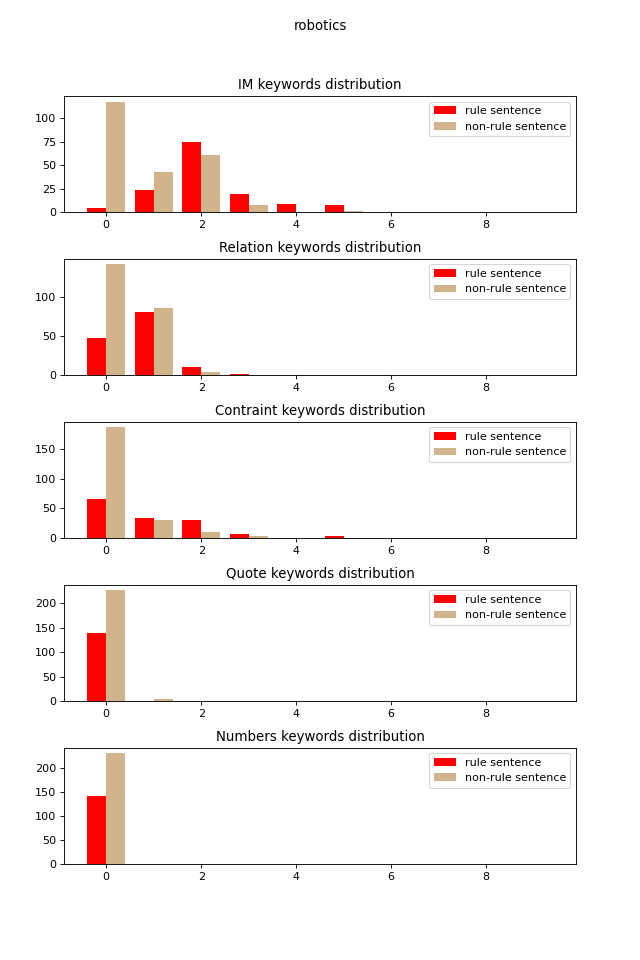 robotics
IM keywords distribution
100
75
50
25
0
rule sentence
non-rule sentence
0 2 4 6 8
Relation keywords distribution
100
50
0
rule sentence
non-rule sentence
0 2 4 6 8
Contraint keywords distribution
150
100
50
0
rule sentence
non-rule sentence
0 2 4 6 8
Quote keywords distribution
200
150
100
50
0
rule sentence
non-rule sentence
0 2 4 6 8
Numbers keywords distribution
200
150
100
50
0
rule sentence
non-rule sentence
0 2 4 6 8